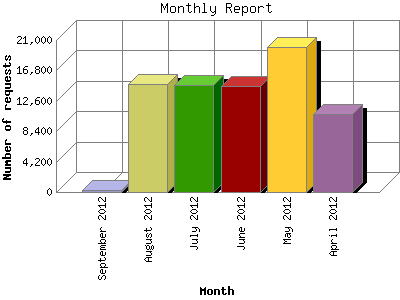 Monthly Report
21,000
16,800
12,600
8,400
4,200
0
Number of requests
September 2012
August 2012
July 2012
June 2012
May 2012
April 2012
Month